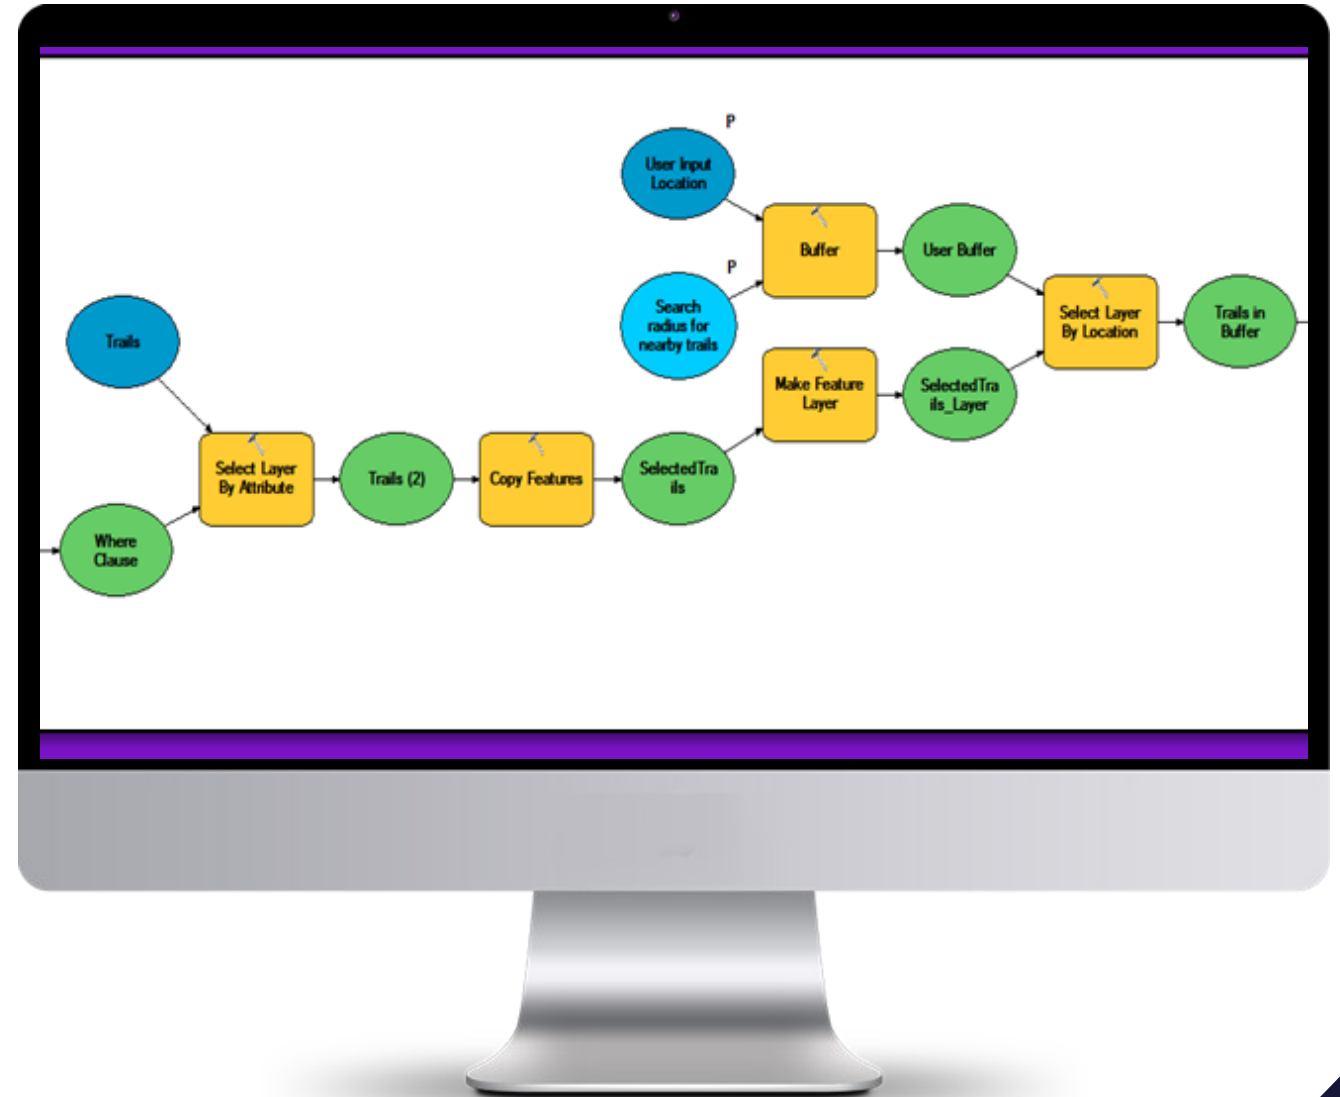 P
User Input
Location
Buffer
User Buffer
P
Search
radius for
nearby trails
Select Layer
By Location
Trails in
Buffer
Trails
Make Feature
Layer
SelectedTra
ils_Layer
Select Layer
By Attribute
Trails (2)
Copy Features
SelectedTra
ils
Where
Clause